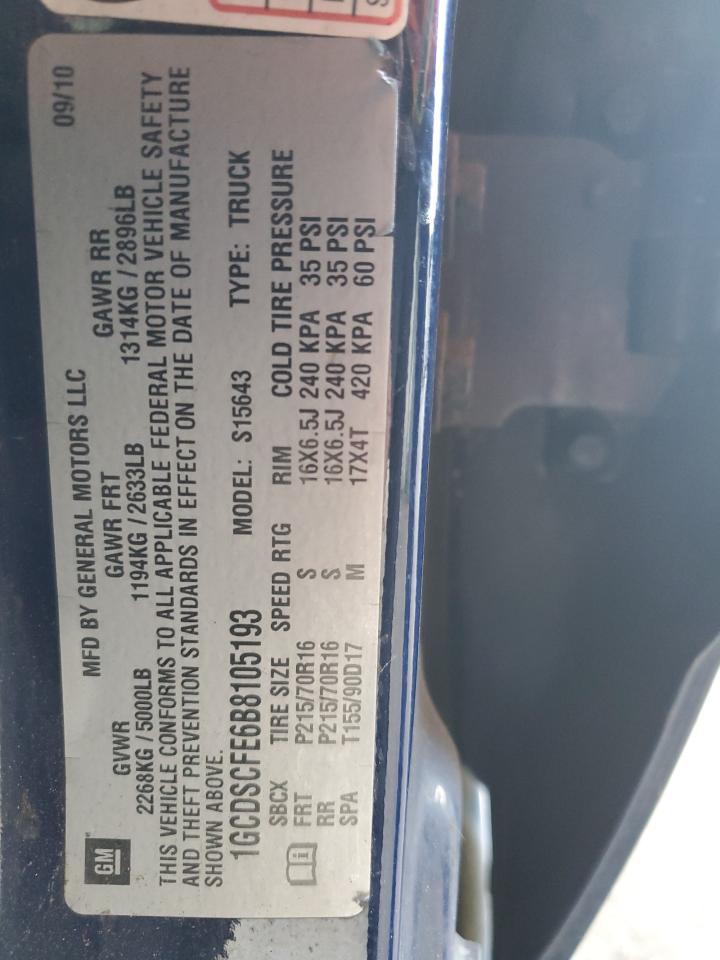 GM
MFD BY GENERAL MOTORS LLC 09/10
GVWR GAWR FRT GAWR RR
2268KG / 5000LB 1194KG / 2633LB 1314KG / 2896LB
THIS VEHICLE CONFORMS TO ALL APPLICABLE FEDERAL MOTOR VEHICLE SAFETY
AND THEFT PREVENTION STANDARDS IN EFFECT ON THE DATE OF MANUFACTURE
SHOWN ABOVE.
1GCDSCFE6B8105193 MODEL: S15643 TYPE: TRUCK
SBCX TIRE SIZE SPEED RTG RIM COLD TIRE PRESSURE
FRT P215/70R16 S 16X6.5J 240 KPA 35 PSI
RR P215/70R16 S 16X6.5J 240 KPA 35 PSI
SPA T155/90D17 M 17X4T 420 KPA 60 PSI